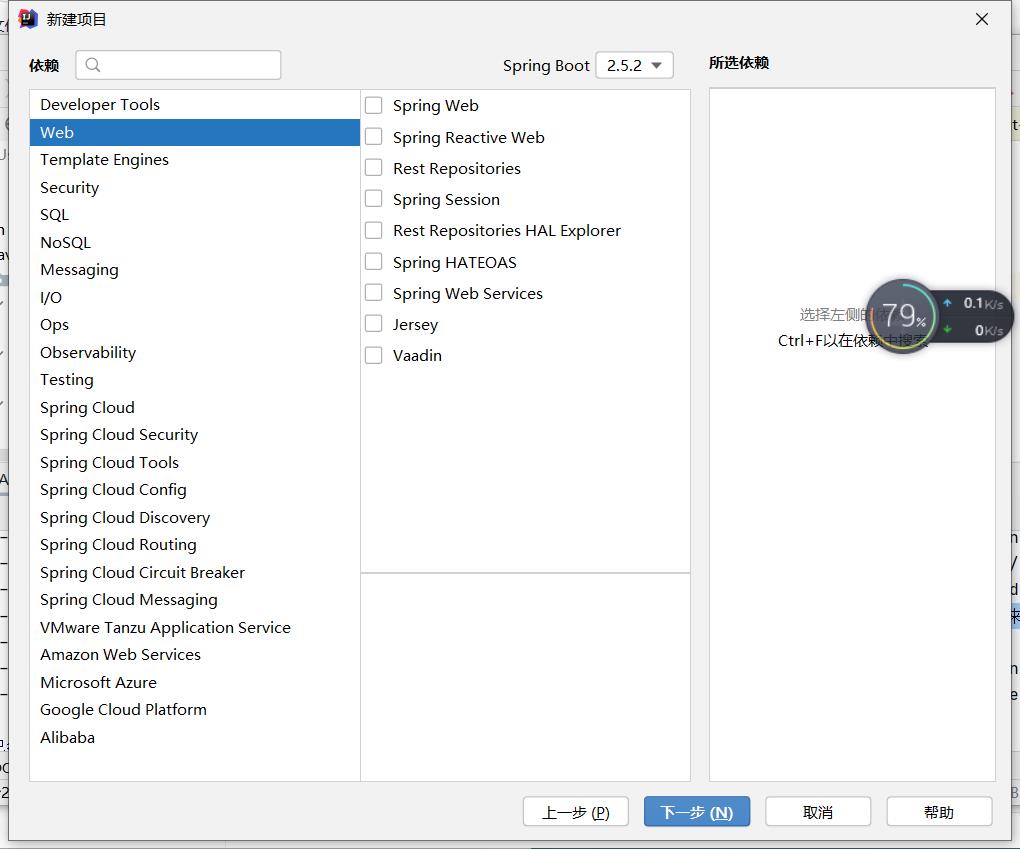 新建项目
依赖
Spring Boot 2.5.2
所选依赖
Developer Tools
Web
Template Engines
Security
SQL
NoSQL
Messaging
I/O
Ops
Observability
Testing
Spring Cloud
Spring Cloud Security
Spring Cloud Tools
Spring Cloud Config
Spring Cloud Discovery
Spring Cloud Routing
Spring Cloud Circuit Breaker
Spring Cloud Messaging
VMware Tanzu Application Service
Amazon Web Services
Microsoft Azure
Google Cloud Platform
Alibaba
Spring Web
Spring Reactive Web
Rest Repositories
Spring Session
Rest Repositories HAL Explorer
Spring HATEOAS
Spring Web Services
Jersey
Vaadin
选择左侧的依
Ctrl+F以在依赖中搜索
79%
0.1K/s
0K/s
上一步 (P)
下一步 (N)
取消
帮助